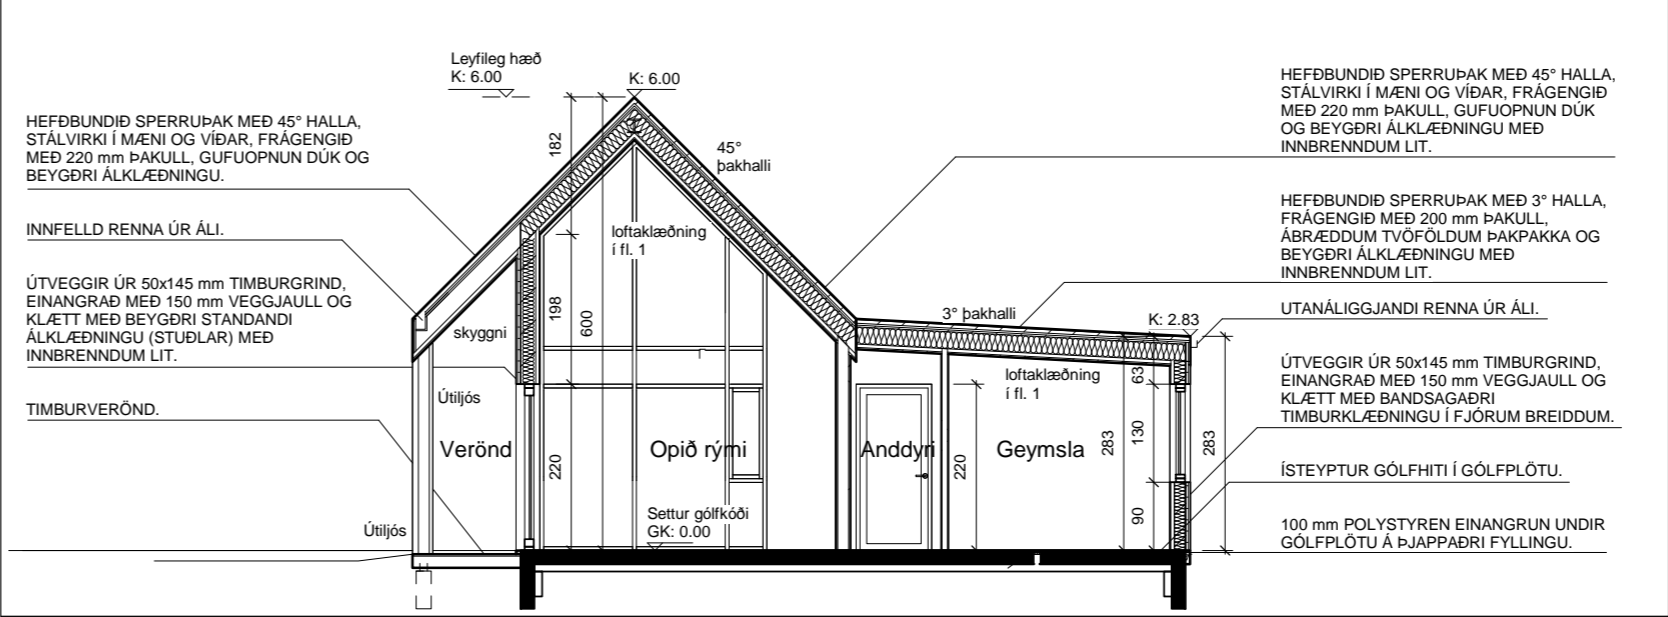 Leyfileg hæð
K: 6.00
K: 6.00
HEFÐBUNDIÐ SPERRUÞAK MEÐ 45° HALLA,
STÁLVIRKI Í MÆNI OG VÍÐAR, FRÁGENGIÐ
MEÐ 220 mm ÞAKULL, GUFUOPNUN DÚK OG
BEYGÐRI ÁLKLÆÐNINGU.
INNFELLD RENNA ÚR ÁLI.
ÚTVEGGIR ÚR 50x145 mm TIMBURGRIND,
EINANGRAÐ MEÐ 150 mm VEGGJAULL OG
KLÆTT MEÐ BEYGÐRI STANDANDI
ÁLKLÆÐNINGU (STUÐLAR) MEÐ
INNBRENNDUM LIT.
TIMBURVERÖND.
182
198
600
220
45°
þakhalli
loftaklæðning
í fl. 1
skyggni
Útiljós
Verönd
Opið rými
Anddyri
Geymsla
Útiljós
Settur gólfkóði
GK: 0.00
3° þakhalli
K: 2.83
loftaklæðning
í fl. 1
220
283
63
130
90
283
HEFÐBUNDIÐ SPERRUÞAK MEÐ 45° HALLA,
STÁLVIRKI Í MÆNI OG VÍÐAR, FRÁGENGIÐ
MEÐ 220 mm ÞAKULL, GUFUOPNUN DÚK
OG BEYGÐRI ÁLKLÆÐNINGU MEÐ
INNBRENNDUM LIT.
HEFÐBUNDIÐ SPERRUÞAK MEÐ 3° HALLA,
FRÁGENGIÐ MEÐ 200 mm ÞAKULL,
ÁBRÆDDUM TVÖFÖLDUM ÞAKPAKKA OG
BEYGÐRI ÁLKLÆÐNINGU MEÐ
INNBRENNDUM LIT.
UTANÁLIGGJANDI RENNA ÚR ÁLI.
ÚTVEGGIR ÚR 50x145 mm TIMBURGRIND,
EINANGRAÐ MEÐ 150 mm VEGGJAULL OG
KLÆTT MEÐ BANDSAGAÐRI
TIMBURKLÆÐNINGU Í FJÓRUM BREIDDUM.
ÍSTEYPTUR GÓLFHITI Í GÓLFPLÖTU.
100 mm POLYSTYREN EINANGRUN UNDIR
GÓLFPLÖTU Á ÞJAPPAÐRI FYLLINGU.